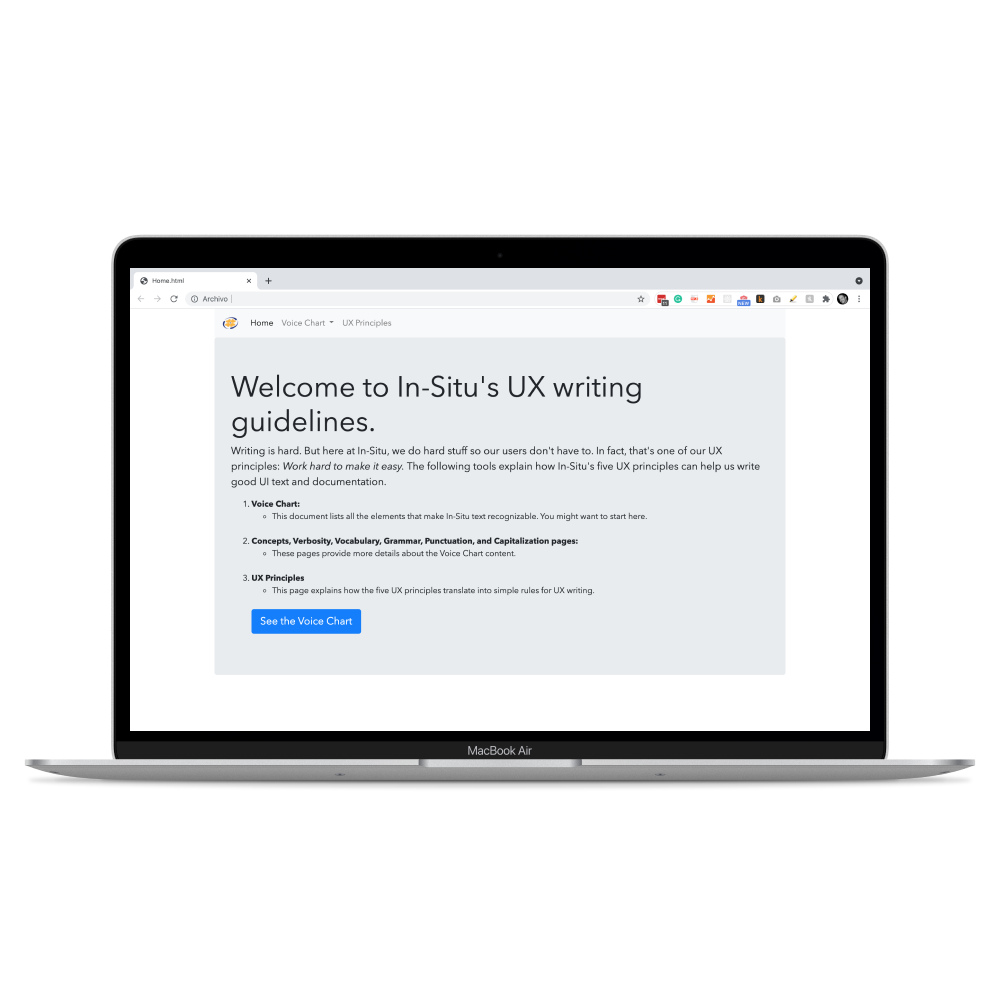 Home.html
Archivo
NEW
Home Voice Chart UX Principles
Welcome to In-Situ's UX writing
guidelines.
Writing is hard. But here at In-Situ, we do hard stuff so our users don't have to. In fact, that's one of our UX
principles: Work hard to make it easy. The following tools explain how In-Situ's five UX principles can help us write
good UI text and documentation.
1. Voice Chart:
This document lists all the elements that make In-Situ text recognizable. You might want to start here.
2. Concepts, Verbosity, Vocabulary, Grammar, Punctuation, and Capitalization pages:
These pages provide more details about the Voice Chart content.
3. UX Principles
This page explains how the five UX principles translate into simple rules for UX writing.
See the Voice Chart
MacBook Air